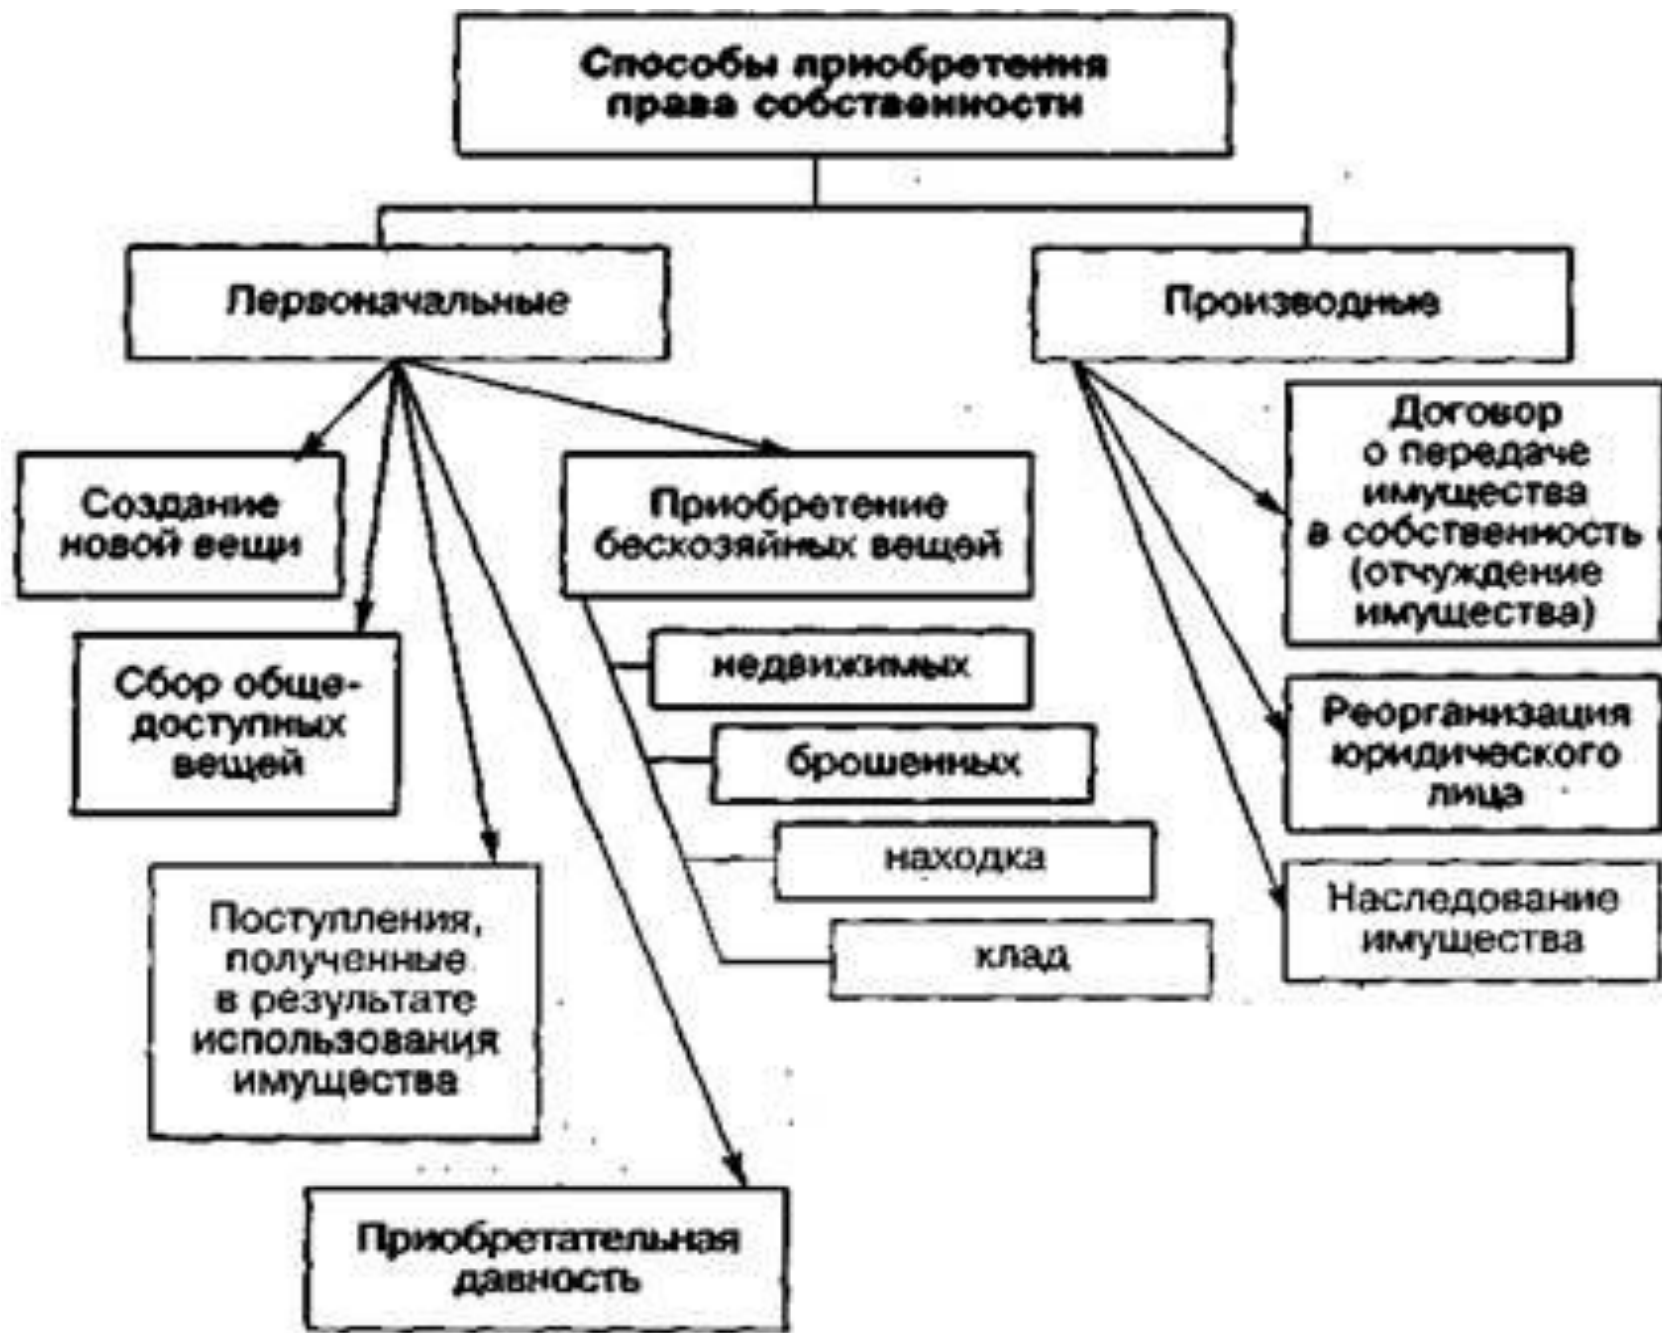 Способы приобретения
права собственности
Первоначальные
Производные
Создание
новой вещи
Сбор обще-
доступных
вещей
Поступления,
полученные
в результате
использования
имущества
Приобретательная
давность
Приобретение
бесхозяйных вещей
недвижимых
брошенных
находка
клад
Договор
о передаче
имущества
в собственность
(отчуждение
имущества)
Реорганизация
юридического
лица
Наследование
имущества